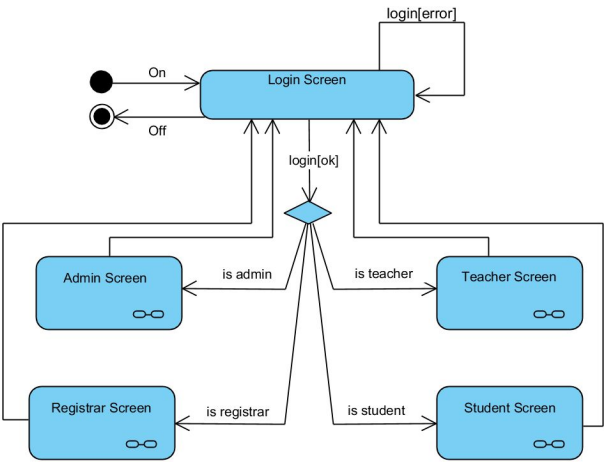 login[error]
On
Login Screen
Off
login[ok]
Admin Screen
is admin
is teacher
Teacher Screen
Registrar Screen
is registrar
is student
Student Screen